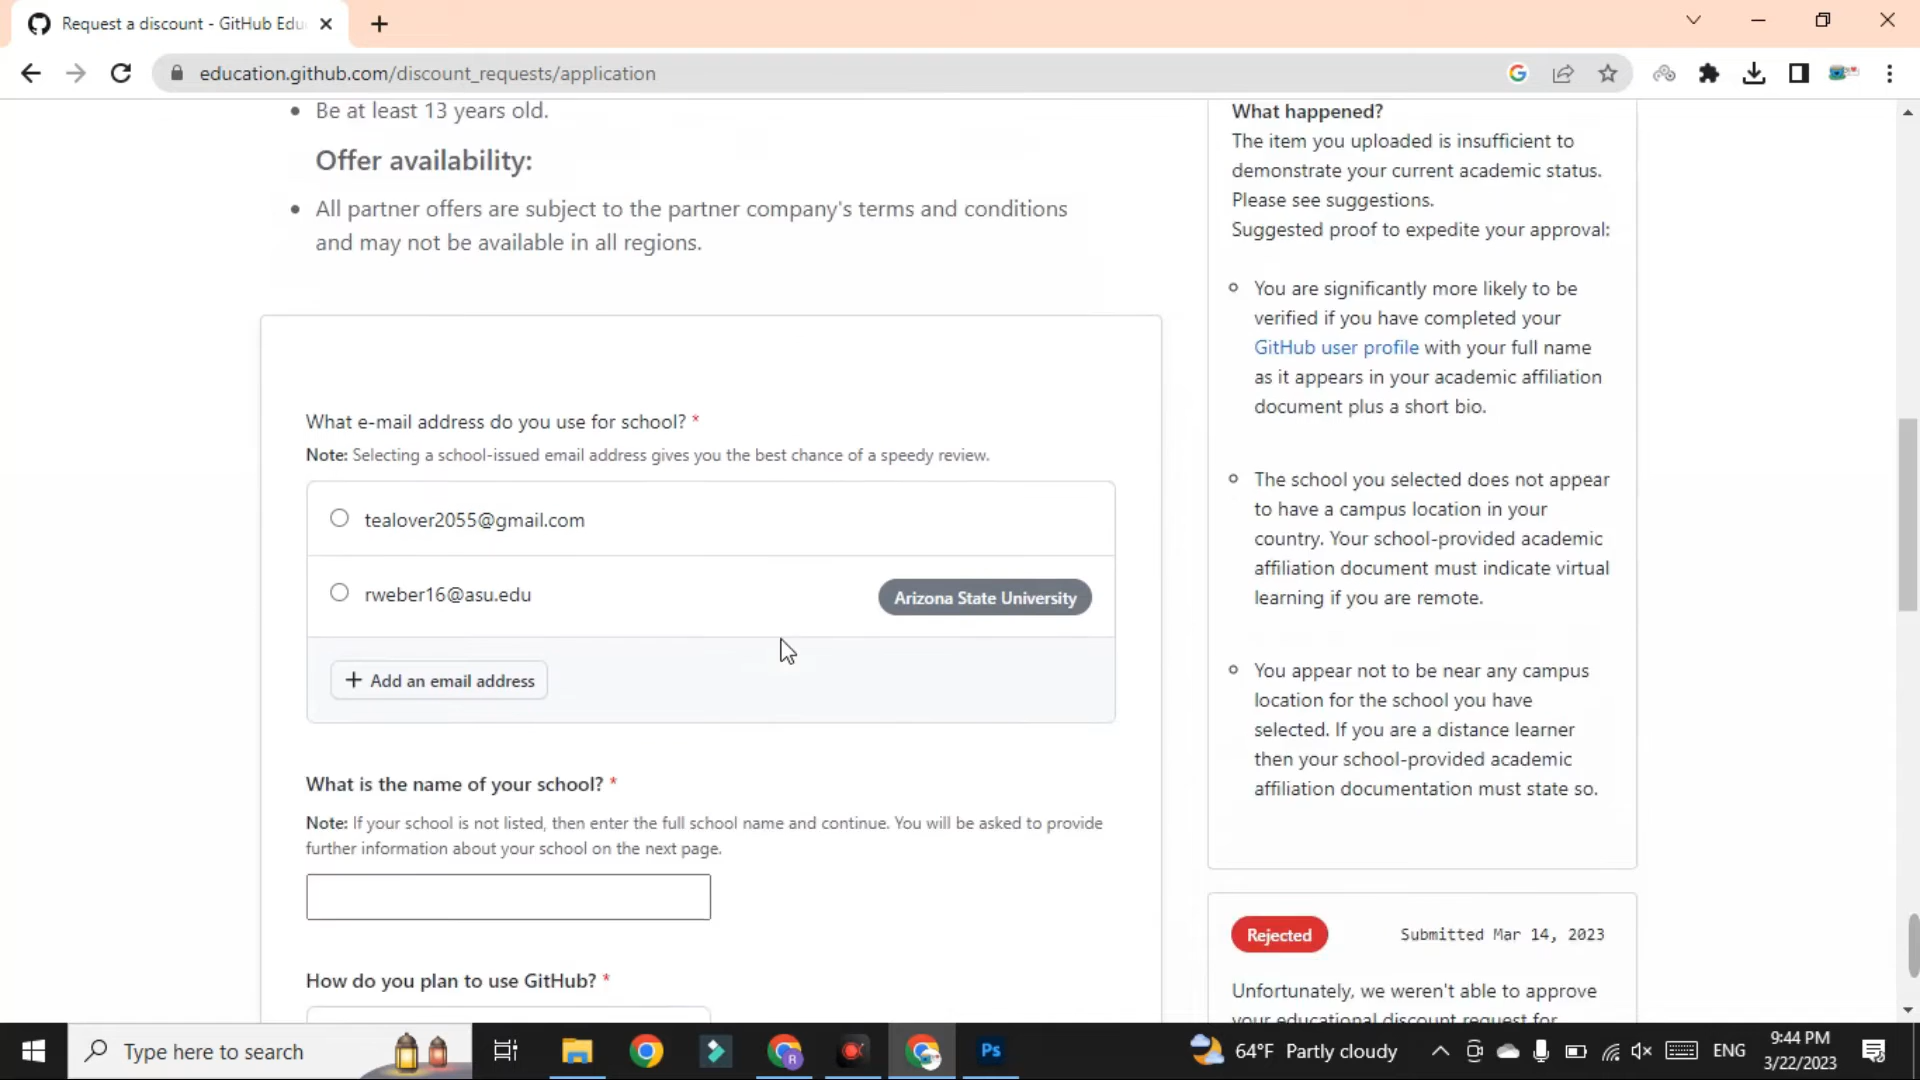 Request a discount - GitHub Edu
education.github.com/discount_requests/application
Be at least 13 years old.
Offer availability:
All partner offers are subject to the partner company's terms and conditions
and may not be available in all regions.
What e-mail address do you use for school? *
Note: Selecting a school-issued email address gives you the best chance of a speedy review.
tealover2055@gmail.com
rweber16@asu.edu
Arizona State University
+ Add an email address
What is the name of your school? *
Note: If your school is not listed, then enter the full school name and continue. You will be asked to provide
further information about your school on the next page.
How do you plan to use GitHub? *
What happened?
The item you uploaded is insufficient to
demonstrate your current academic status.
Please see suggestions.
Suggested proof to expedite your approval:
You are significantly more likely to be
verified if you have completed your
GitHub user profile with your full name
as it appears in your academic affiliation
document plus a short bio.
The school you selected does not appear
to have a campus location in your
country. Your school-provided academic
affiliation document must indicate virtual
learning if you are remote.
You appear not to be near any campus
location for the school you have
selected. If you are a distance learner
then your school-provided academic
affiliation documentation must state so.
Rejected
Submitted Mar 14, 2023
Unfortunately, we weren't able to approve
your educational discount request for
Type here to search
R
Ps
64°F Partly cloudy
ENG
9:44 PM
3/22/2023